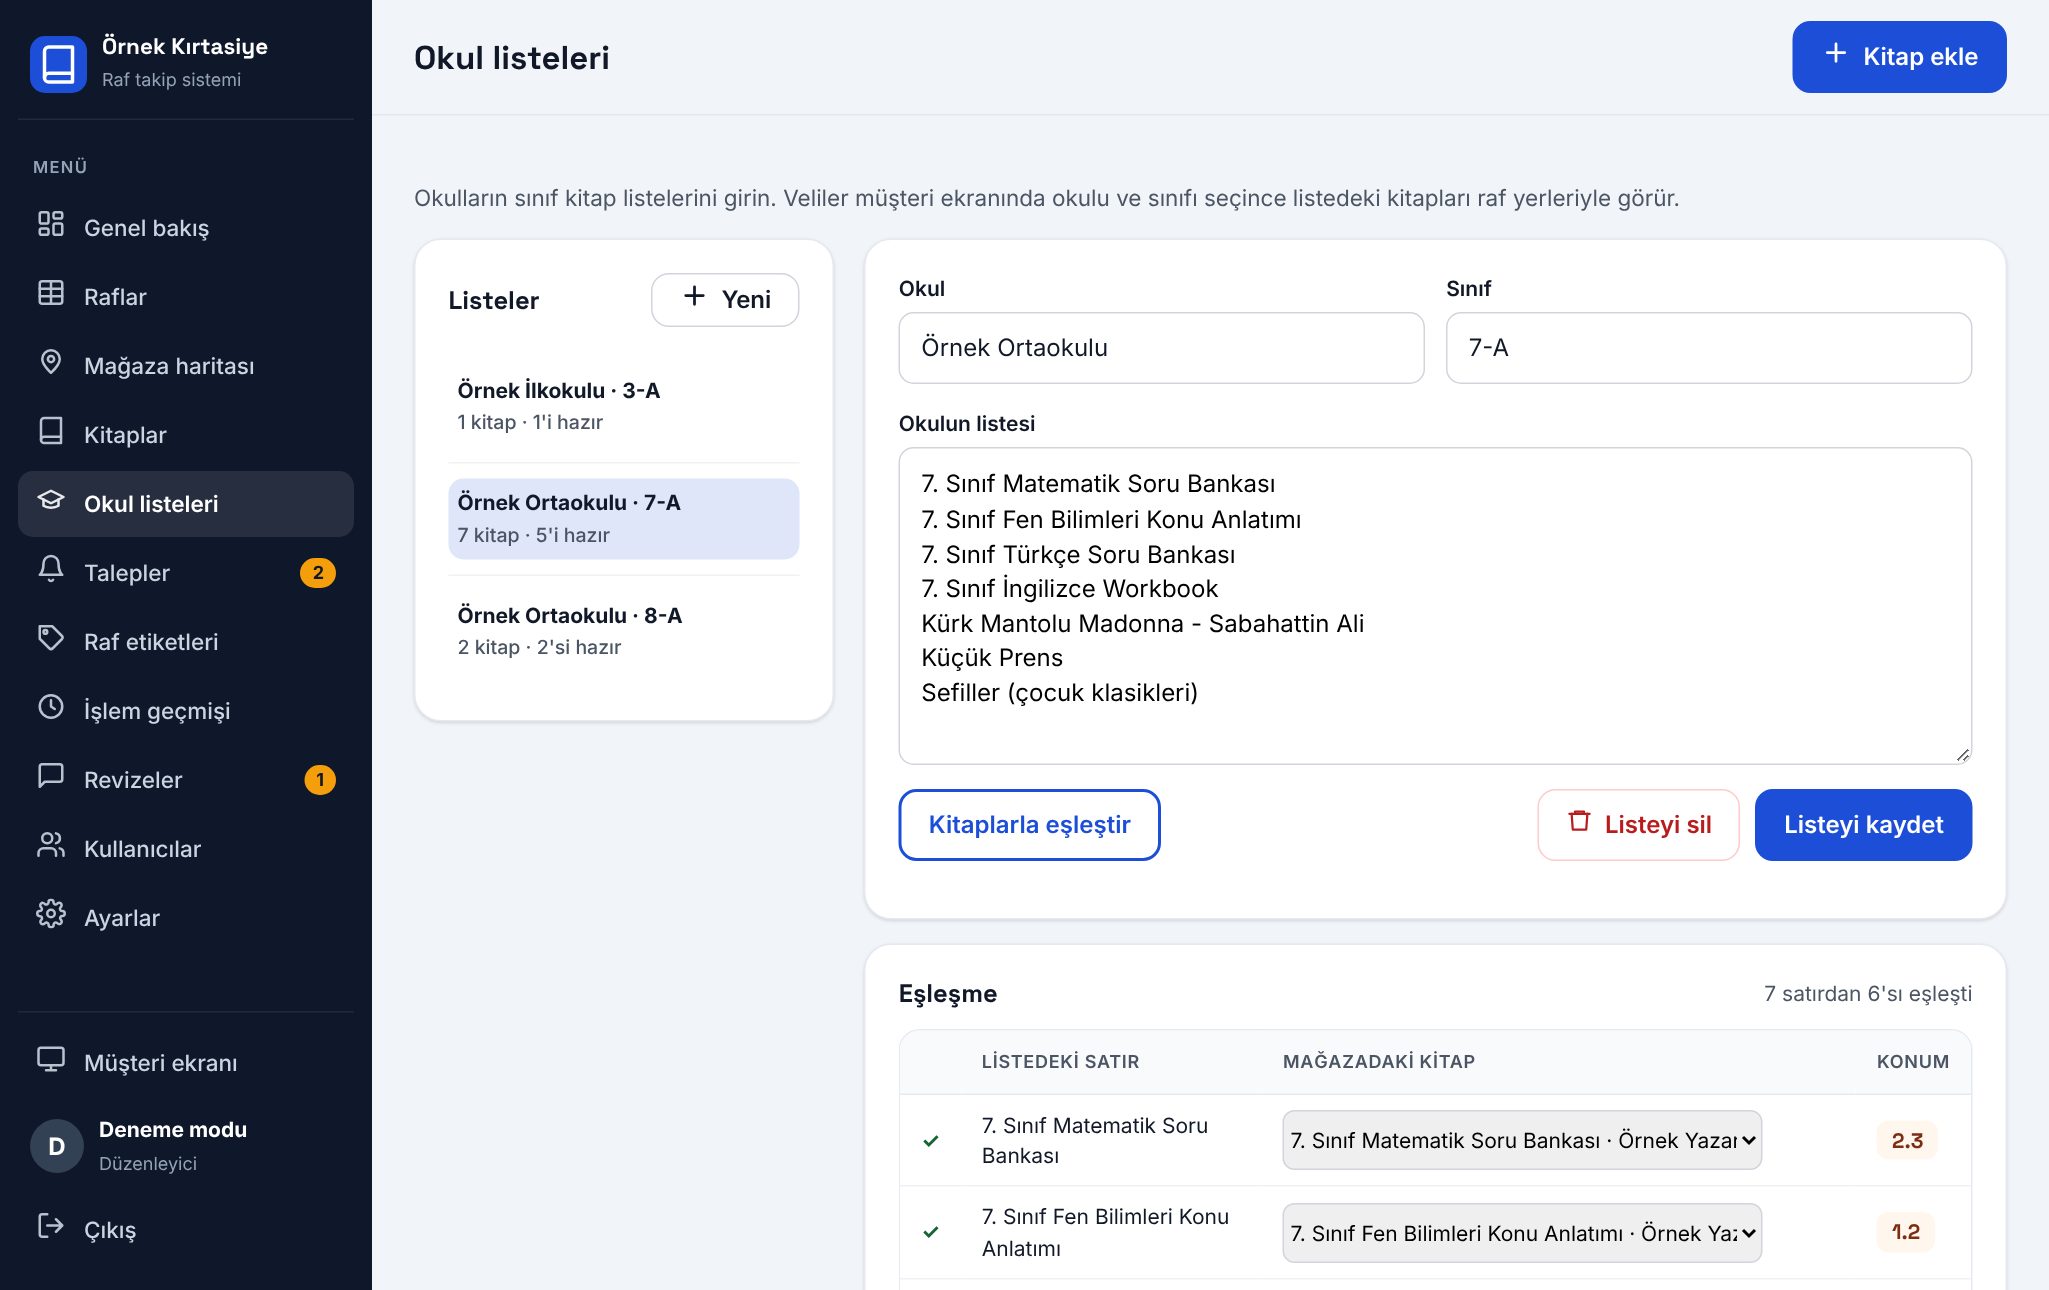 Örnek Kırtasiye
Raf takip sistemi
MENÜ
Genel bakış
Raflar
Mağaza haritası
Kitaplar
Okul listeleri
Talepler
2
Raf etiketleri
İşlem geçmişi
Revizeler
1
Kullanıcılar
Ayarlar
Müşteri ekranı
D
Deneme modu
Düzenleyici
Çıkış
Okul listeleri
Kitap ekle
Okulların sınıf kitap listelerini girin. Veliler müşteri ekranında okulu ve sınıfı seçince listedeki kitapları raf yerleriyle görür.
Listeler
Yeni
Örnek İlkokulu · 3-A
1 kitap · 1'i hazır
Örnek Ortaokulu · 7-A
7 kitap · 5'i hazır
Örnek Ortaokulu · 8-A
2 kitap · 2'si hazır
Okul
Örnek Ortaokulu
Sınıf
7-A
Okulun listesi
7. Sınıf Matematik Soru Bankası
7. Sınıf Fen Bilimleri Konu Anlatımı
7. Sınıf Türkçe Soru Bankası
7. Sınıf İngilizce Workbook
Kürk Mantolu Madonna - Sabahattin Ali
Küçük Prens
Sefiller (çocuk klasikleri)
Kitaplarla eşleştir
Listeyi sil
Listeyi kaydet
Eşleşme
7 satırdan 6'sı eşleşti
LİSTEDEKİ SATIR
MAĞAZADAKİ KİTAP
KONUM
7. Sınıf Matematik Soru
Bankası
7. Sınıf Matematik Soru Bankası · Örnek Yazar
2.3
7. Sınıf Fen Bilimleri Konu
Anlatımı
7. Sınıf Fen Bilimleri Konu Anlatımı · Örnek Yaz
1.2